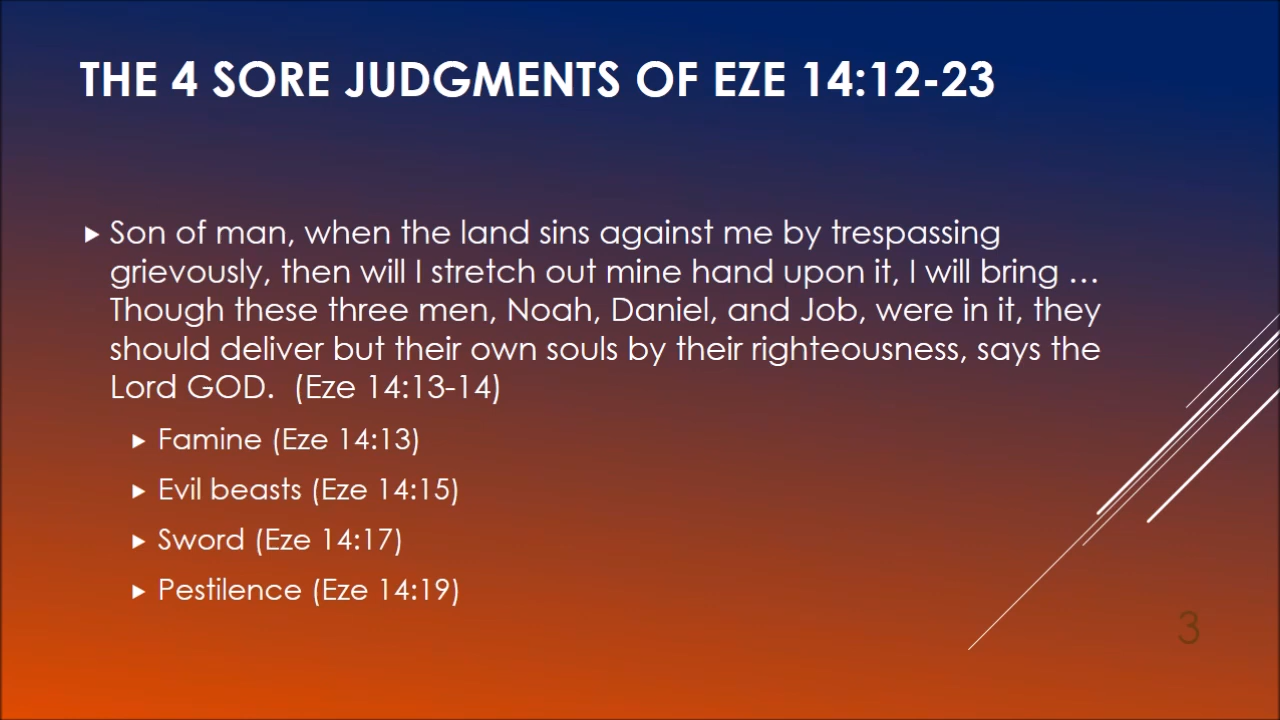 THE 4 SORE JUDGMENTS OF EZE 14:12-23
Son of man, when the land sins against me by trespassing
grievously, then will I stretch out mine hand upon it, I will bring …
Though these three men, Noah, Daniel, and Job, were in it, they
should deliver but their own souls by their righteousness, says the
Lord GOD.  (Eze 14:13-14)
Famine (Eze 14:13)
Evil beasts (Eze 14:15)
Sword (Eze 14:17)
Pestilence (Eze 14:19)
3